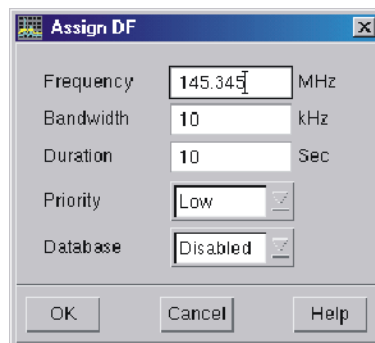 Assign DF
Frequency 145.345 MHz
Bandwidth 10 kHz
Duration 10 Sec
Priority Low
Database Disabled
OK Cancel Help